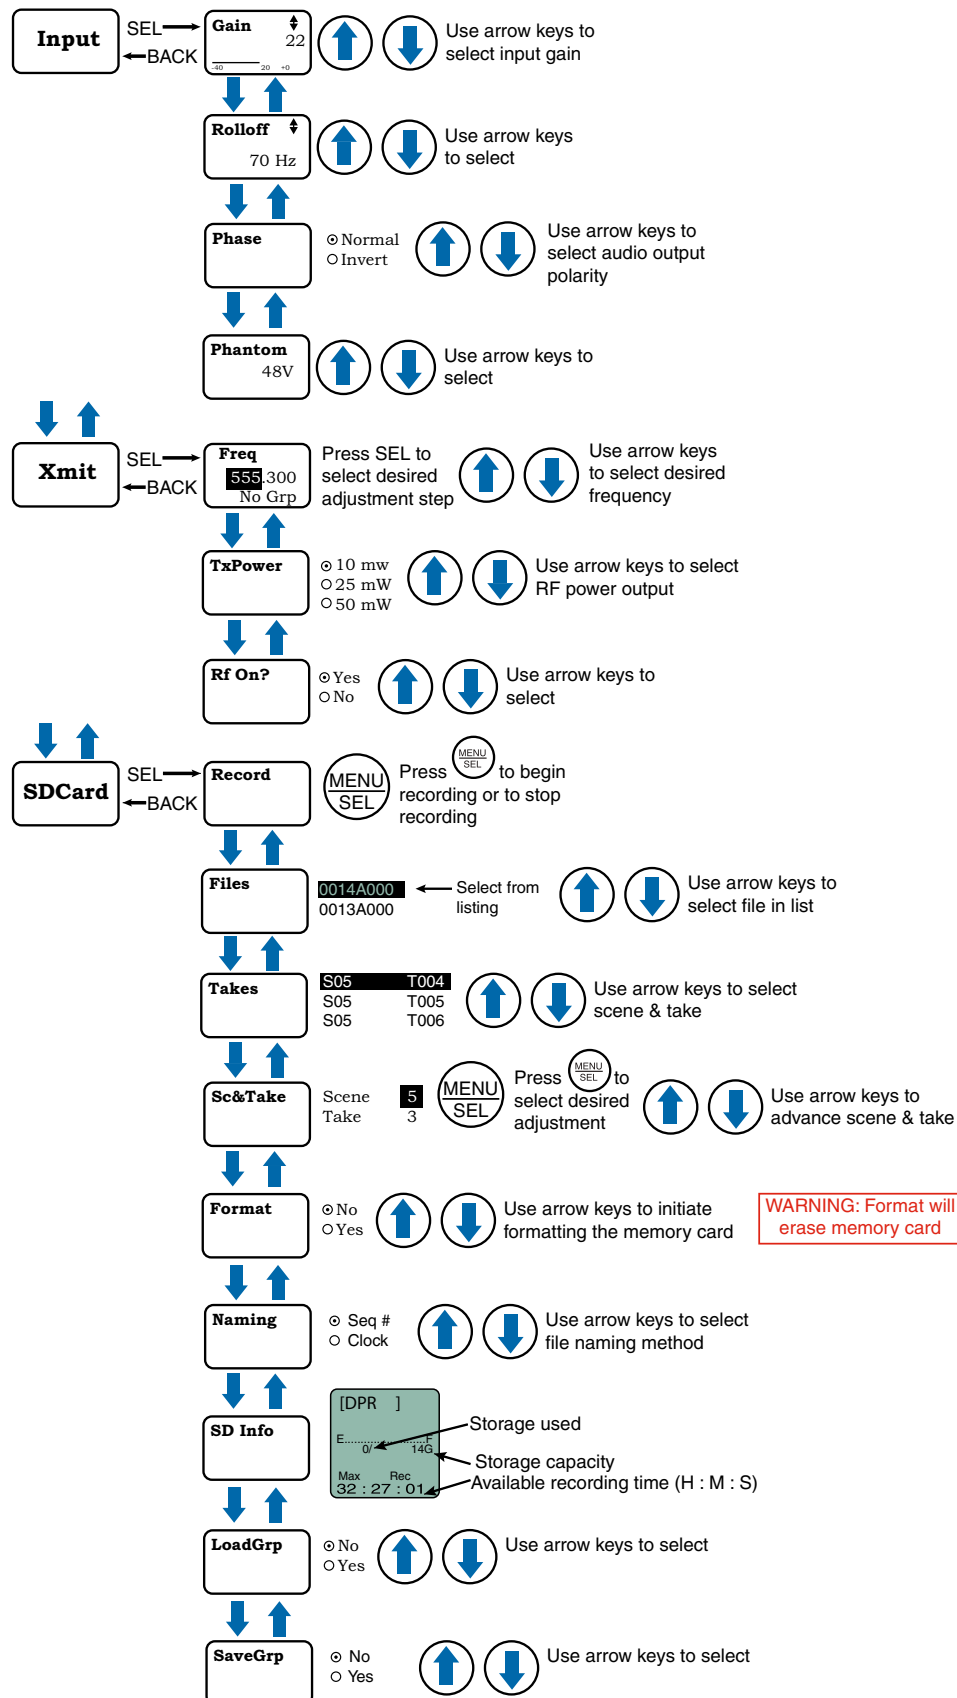 Input
SEL
BACK
Gain
22
-40 20 +0
Use arrow keys to
select input gain
Rolloff
70 Hz
Use arrow keys
to select
Phase
Normal
Invert
Use arrow keys to
select audio output
polarity
Phantom
48V
Use arrow keys to
select
Xmit
SEL
BACK
Freq
555.300
No Grp
Press SEL to
select desired
adjustment step
Use arrow keys
to select desired
frequency
TxPower
10 mw
25 mW
50 mW
Use arrow keys to select
RF power output
Rf On?
Yes
No
Use arrow keys to
select
SDCard
SEL
BACK
Record
MENU
SEL
Press MENU SEL to begin
recording or to stop
recording
Files
0014A000
0013A000
Select from
listing
Use arrow keys to
select file in list
Takes
S05 T004
S05 T005
S05 T006
Use arrow keys to select
scene & take
Sc&Take
Scene 5
Take 3
MENU
SEL
Press MENU SEL to
select desired
adjustment
Use arrow keys to
advance scene & take
Format
No
Yes
Use arrow keys to initiate
formatting the memory card
WARNING: Format will
erase memory card
Naming
Seq #
Clock
Use arrow keys to select
file naming method
SD Info
[DPR ]
E....................F
0/ 14G
Max Rec
32 : 27 : 01
Storage used
Storage capacity
Available recording time (H : M : S)
LoadGrp
No
Yes
Use arrow keys to select
SaveGrp
No
Yes
Use arrow keys to select